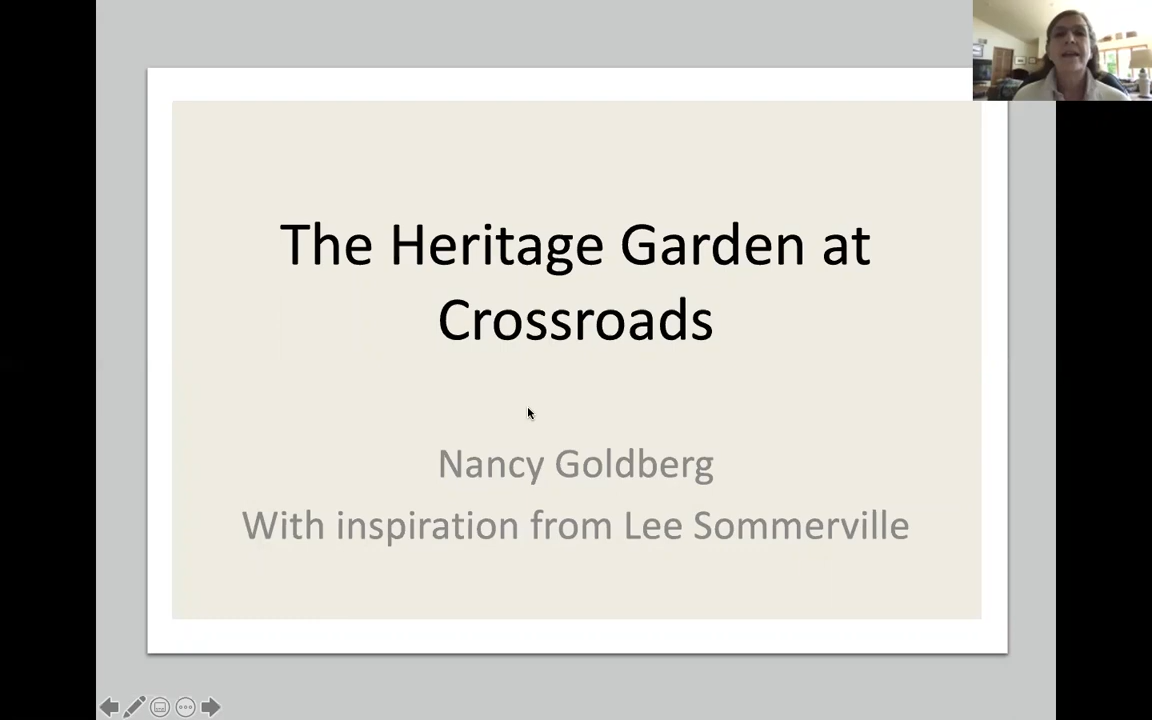 The Heritage Garden at
Crossroads
Nancy Goldberg
With inspiration from Lee Sommerville